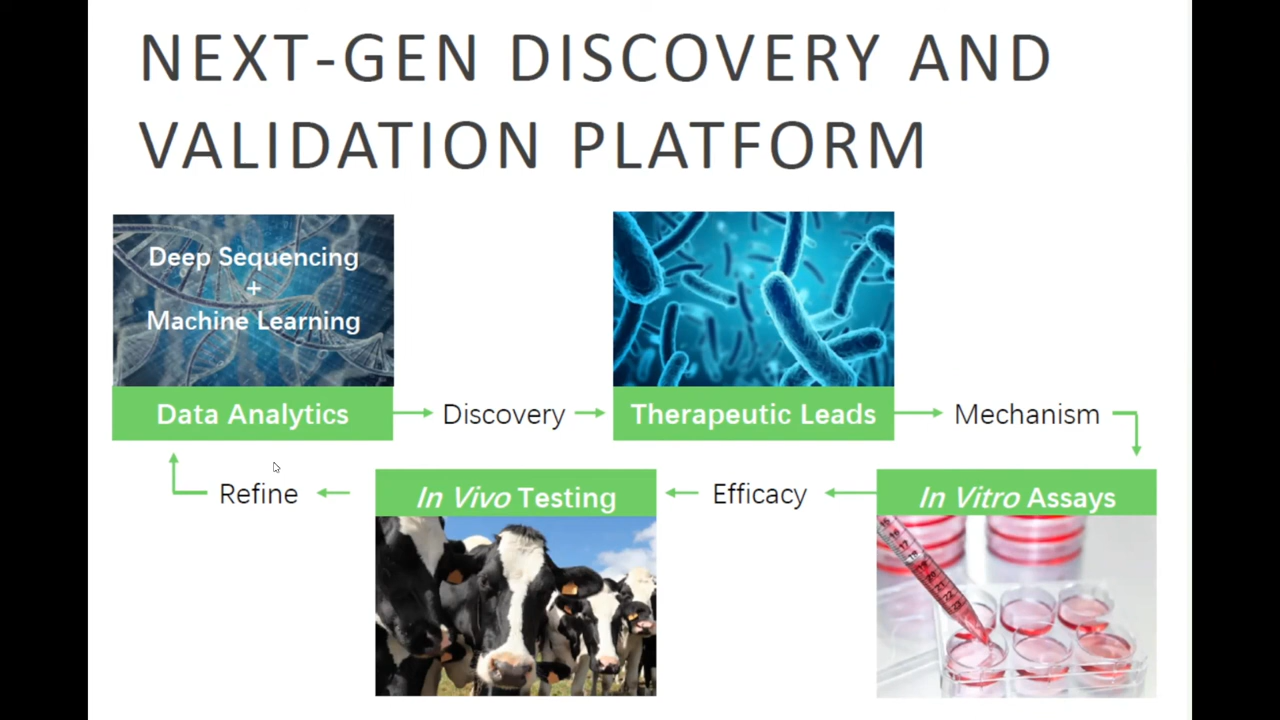 NEXT-GEN DISCOVERY AND
VALIDATION PLATFORM
Deep Sequencing
+
Machine Learning
Data Analytics
Discovery
Therapeutic Leads
Mechanism
Refine
In Vivo Testing
Efficacy
In Vitro Assays